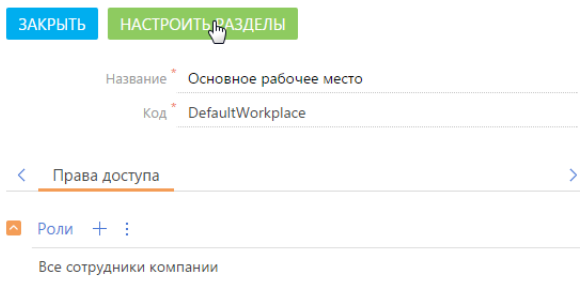 ЗАКРЫТЬ НАСТРОИТЬ РАЗДЕЛЫ
Название * Основное рабочее место
Код * DefaultWorkplace
Права доступа
Роли
Все сотрудники компании